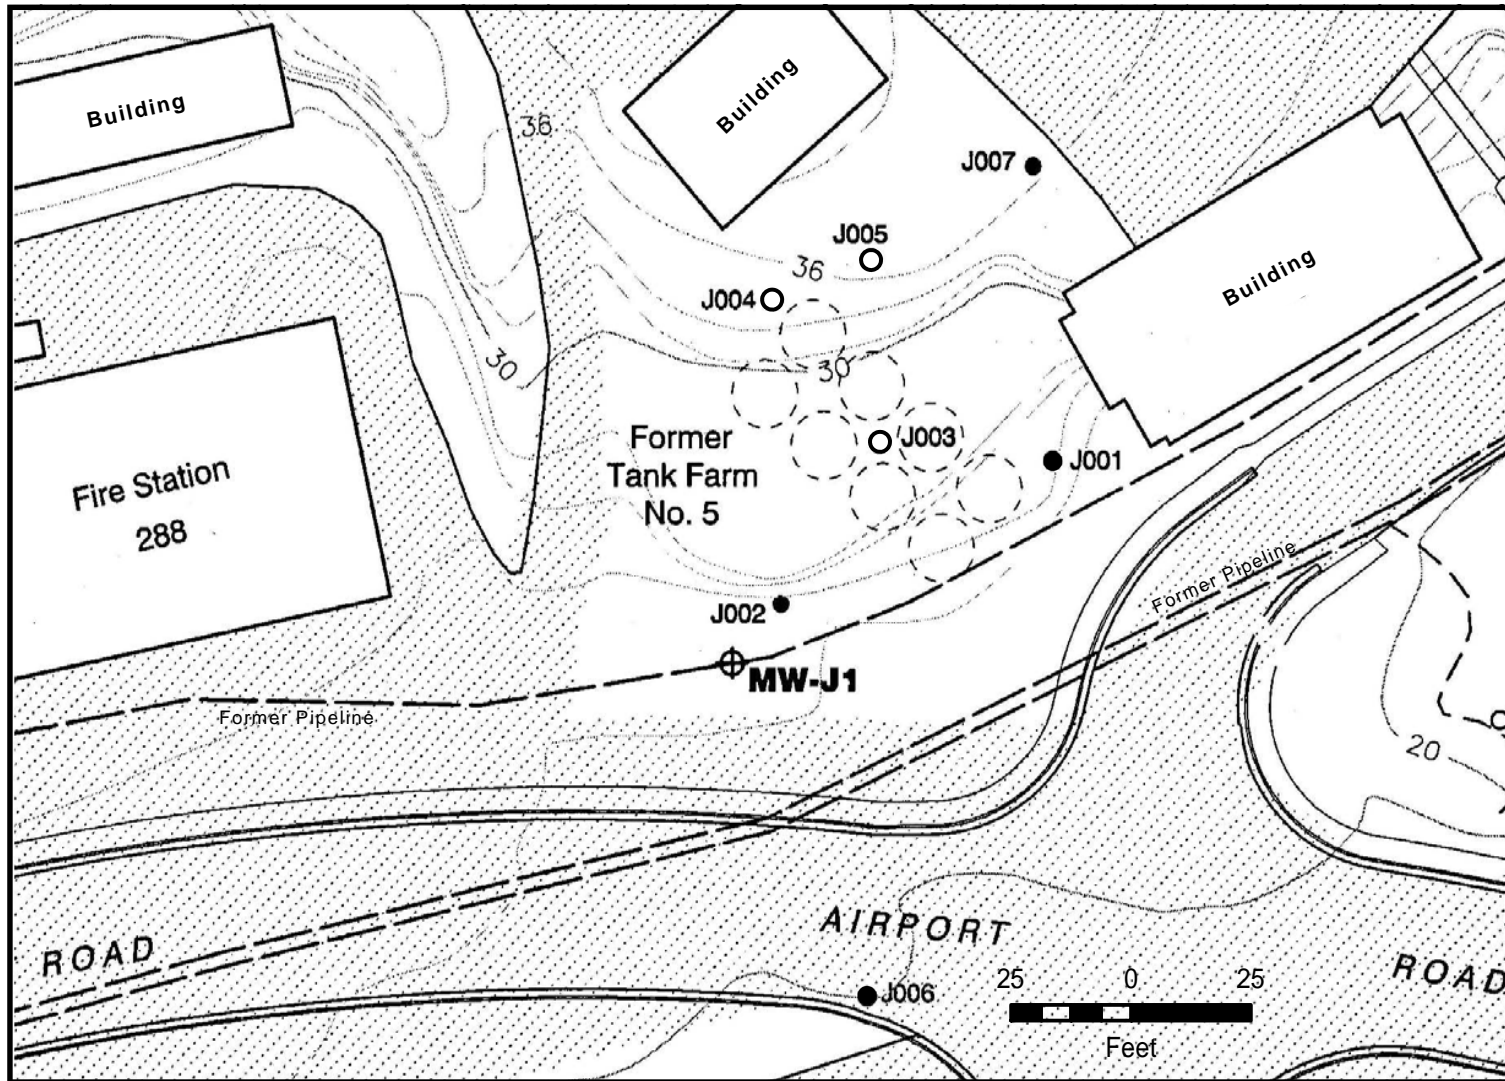 Building
Building
36
J007
J005
36
J004
Building
30
30
Former
Tank Farm
No. 5
J003
J001
Fire Station
288
Former Pipeline
J002
MW-J1
Former Pipeline
20
AIRPORT
ROAD
ROAD
25 0 25
J006
Feet